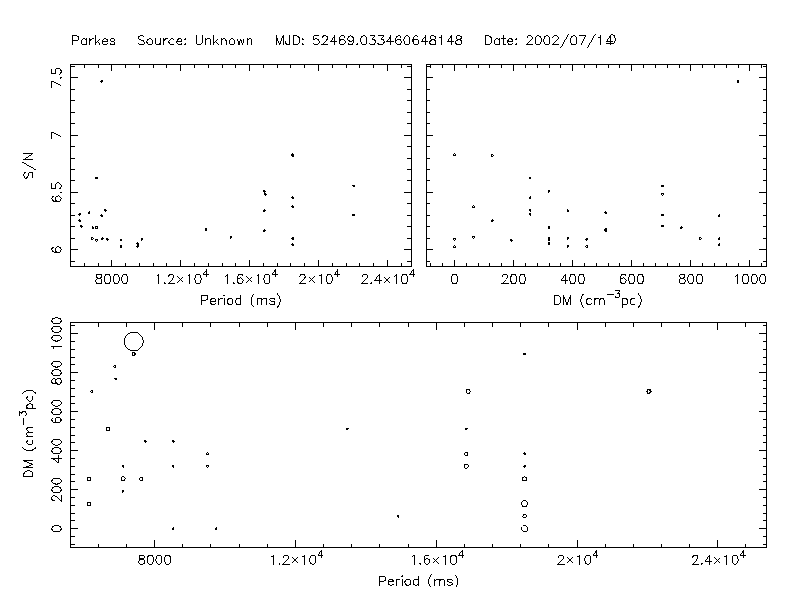 Parkes Source: Unknown MJD: 52469.033460648148 Date: 2002/07/14
7.5
7
6.5
6
S/N
8000 1.2×10⁴ 1.6×10⁴ 2×10⁴ 2.4×10⁴
Period (ms)
0 200 400 600 800 1000
DM (cm⁻³pc)
1000
800
600
400
200
0
DM (cm⁻³pc)
8000 1.2×10⁴ 1.6×10⁴ 2×10⁴ 2.4×10⁴
Period (ms)